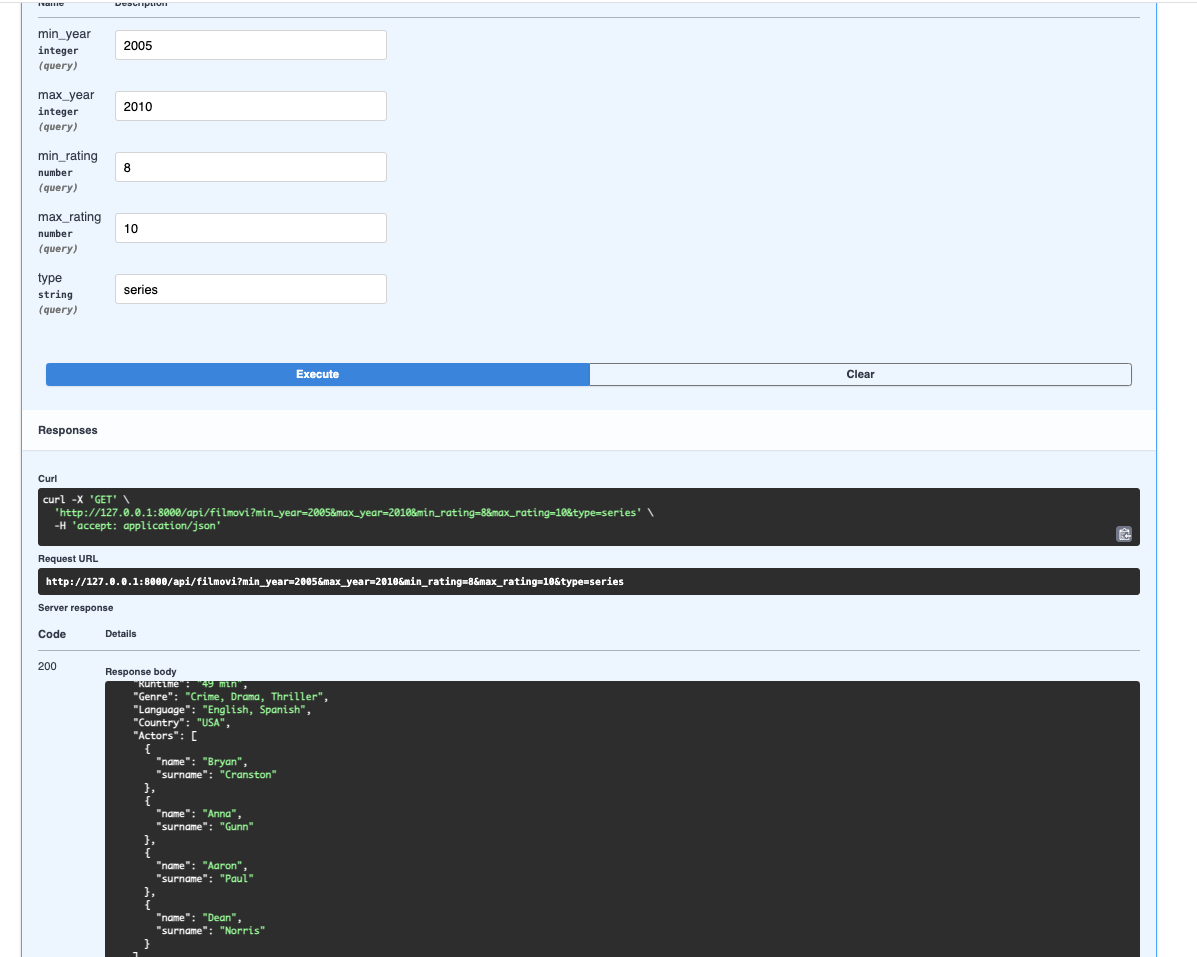 Name Description
min_year
integer
(query)
2005
max_year
integer
(query)
2010
min_rating
number
(query)
8
max_rating
number
(query)
10
type
string
(query)
series
Execute Clear
Responses
Curl
curl -X 'GET' \
'http://127.0.0.1:8000/api/filmovi?min_year=2005&max_year=2010&min_rating=8&max_rating=10&type=series' \
-H 'accept: application/json'
Request URL
http://127.0.0.1:8000/api/filmovi?min_year=2005&max_year=2010&min_rating=8&max_rating=10&type=series
Server response
Code Details
200
Response body
"Runtime": "49 min",
"Genre": "Crime, Drama, Thriller",
"Language": "English, Spanish",
"Country": "USA",
"Actors": [
{
"name": "Bryan",
"surname": "Cranston"
},
{
"name": "Anna",
"surname": "Gunn"
},
{
"name": "Aaron",
"surname": "Paul"
},
{
"name": "Dean",
"surname": "Norris"
}
]